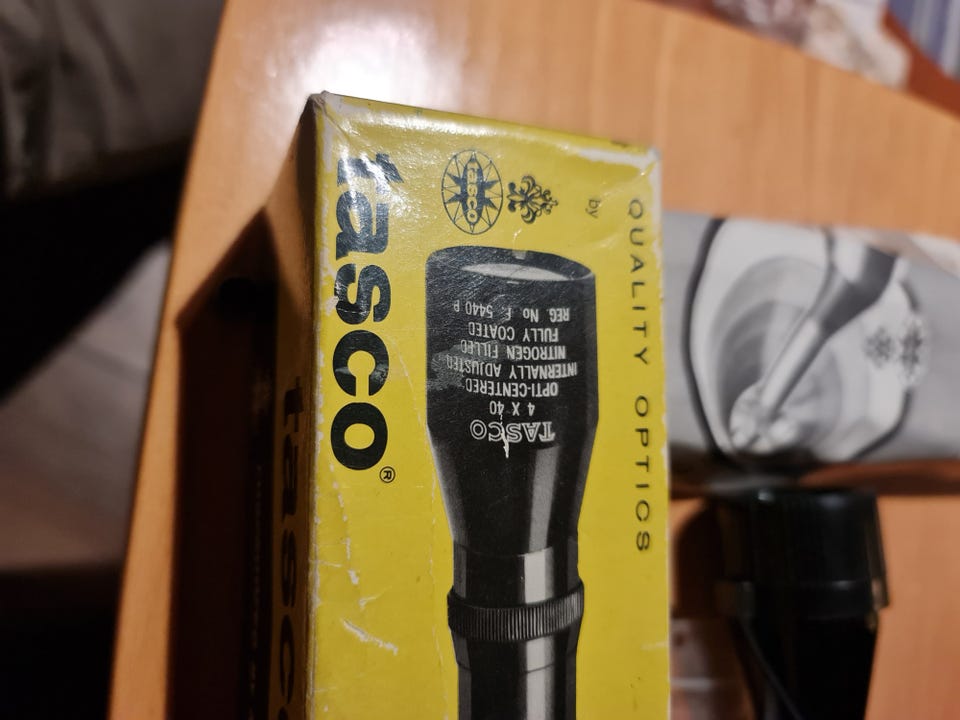 tasco®
tasco
QUALITY OPTICS
by
TASCO
4 X 40
OPTI-CENTERED
INTERNALLY ADJUSTED
NITROGEN FILLED
FULLY COATED
REG. No F 5440 P
tasco